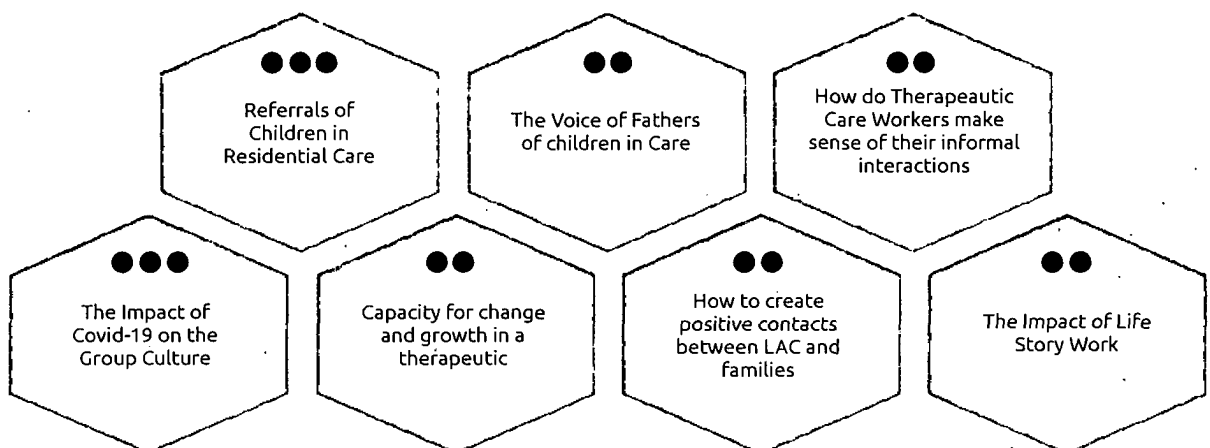 Referrals of
Children in
Residential Care
The Voice of Fathers
of children in Care
How do Therapeautic
Care Workers make
sense of their informal
interactions
The Impact of
Covid-19 on the
Group Culture
Capacity for change
and growth in a
therapeutic
How to create
positive contacts
between LAC and
families
The Impact of Life
Story Work